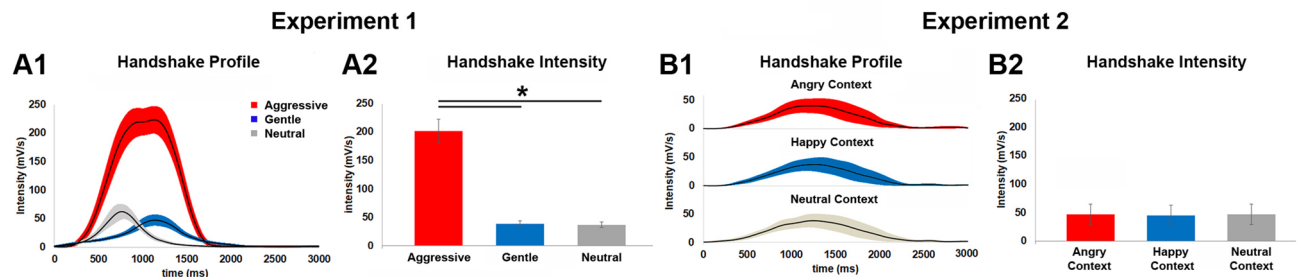 Experiment 1
Experiment 2
A1
Handshake Profile
Intensity (mV/s)
250
200
150
100
50
0
0 500 1000 1500 2000 2500 3000
time (ms)
Aggressive
Gentle
Neutral
A2
Handshake Intensity
*
intensity (mV/s)
250
200
150
100
50
0
Aggressive Gentle Neutral
B1
Handshake Profile
Angry Context
50
0
Happy Context
50
0
Neutral Context
50
0
Intensity (mV/s)
0 500 1000 1500 2000 2500 3000
time (ms)
B2
Handshake Intensity
Intensity (mV/s)
250
200
150
100
50
0
Angry Happy Neutral
Context Context Context